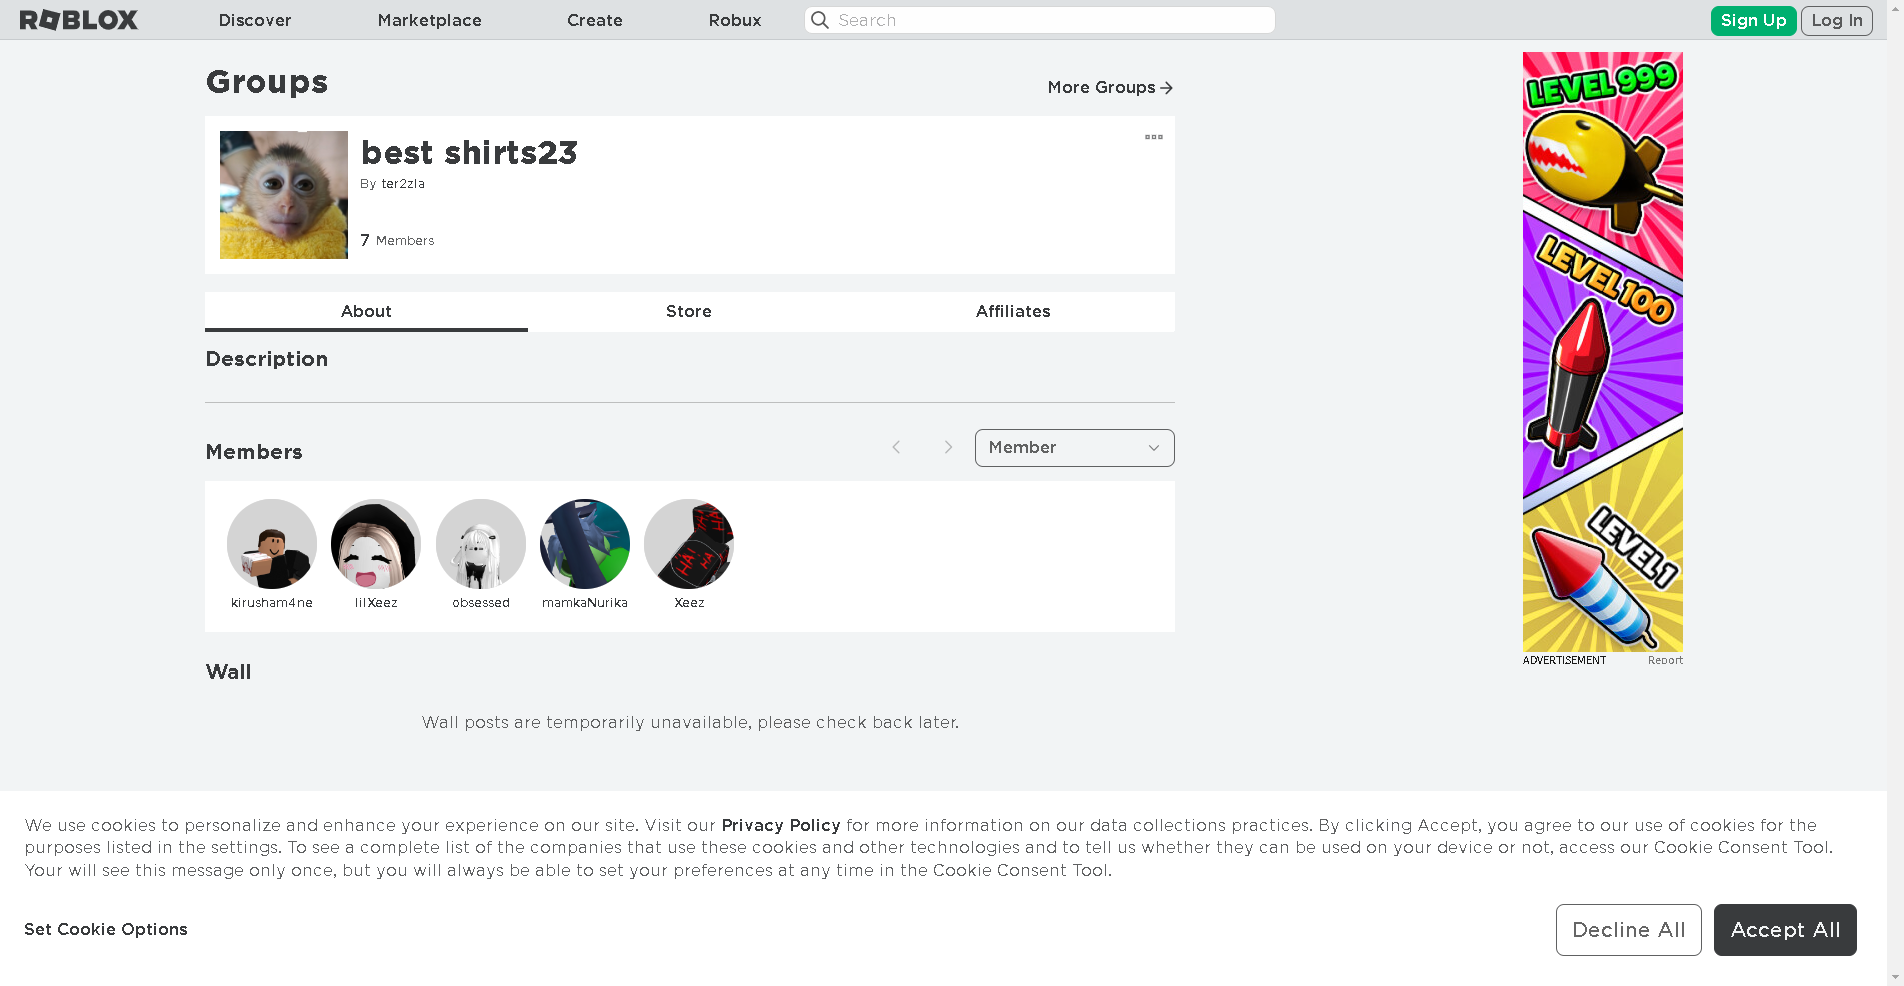 ROBLOX
Discover
Marketplace
Create
Robux
Search
Sign Up
Log In
Groups
More Groups
best shirts23
By ter2zla
7 Members
About
Store
Affiliates
Description
Members
Member
kirusham4ne
lilXeez
obsessed
mamkaNurika
Xeez
Wall
Wall posts are temporarily unavailable, please check back later.
LEVEL 999
LEVEL 100
LEVEL 1
ADVERTISEMENT
Report
We use cookies to personalize and enhance your experience on our site. Visit our Privacy Policy for more information on our data collections practices. By clicking Accept, you agree to our use of cookies for the
purposes listed in the settings. To see a complete list of the companies that use these cookies and other technologies and to tell us whether they can be used on your device or not, access our Cookie Consent Tool.
Your will see this message only once, but you will always be able to set your preferences at any time in the Cookie Consent Tool.
Set Cookie Options
Decline All
Accept All